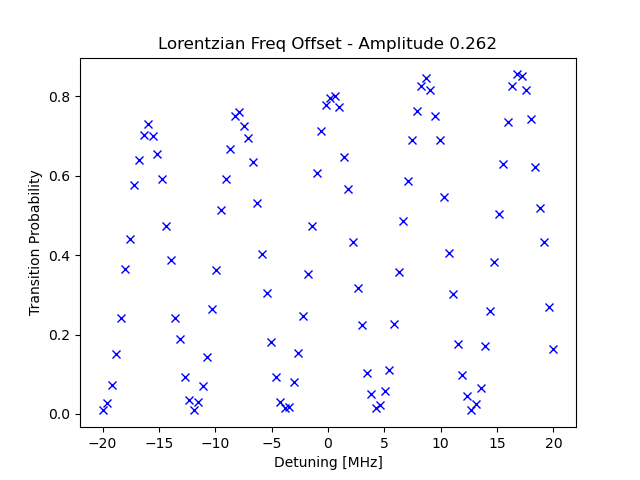 Lorentzian Freq Offset - Amplitude 0.262
Transition Probability
0.8
0.6
0.4
0.2
0.0
−20 −15 −10 −5 0 5 10 15 20
Detuning [MHz]